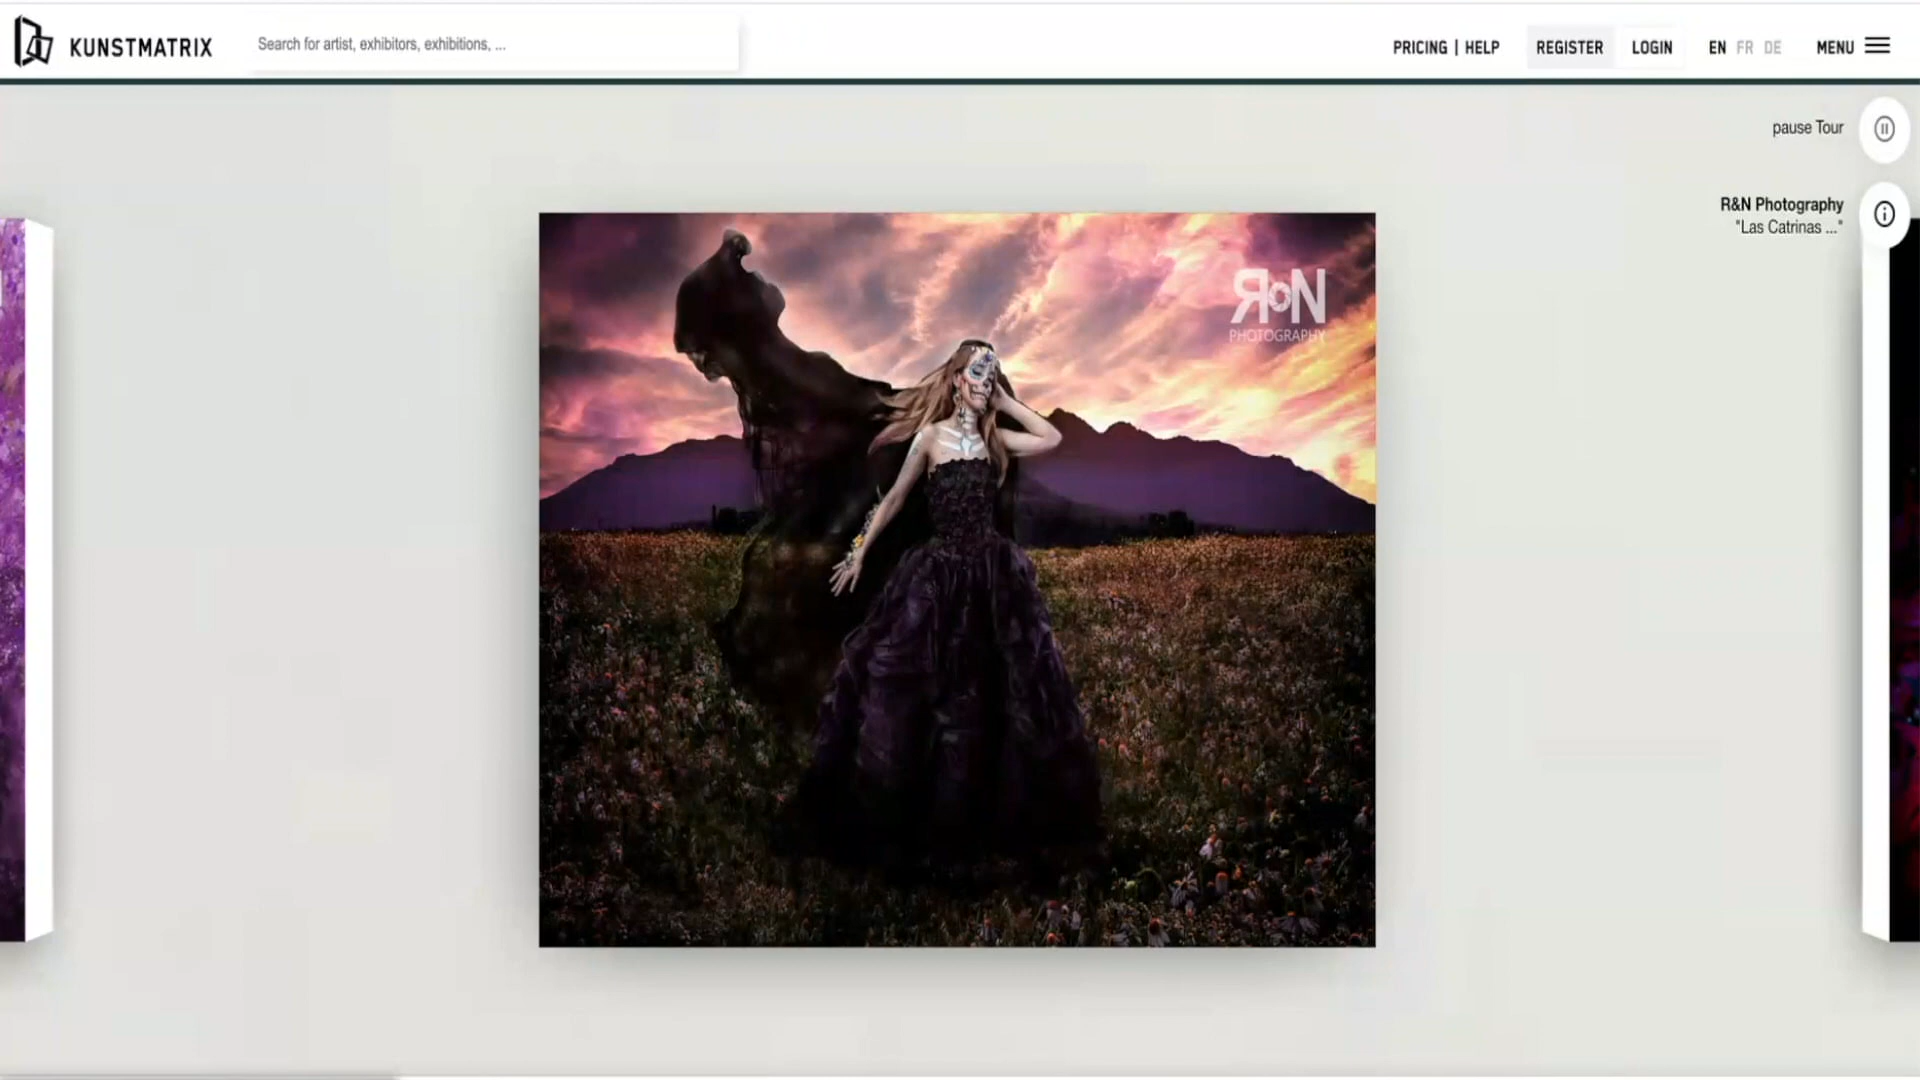 KUNSTMATRIX
Search for artist, exhibitors, exhibitions, ...
PRICING | HELP
REGISTER
LOGIN
EN FR DE
MENU
pause Tour
R&N Photography
"Las Catrinas ..."
RN
PHOTOGRAPHY